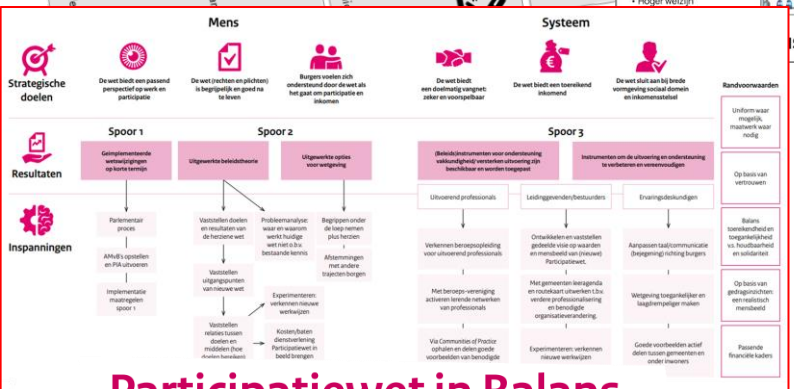 • Hoger welzijn
Mens
Systeem
Strategische
doelen
De wet biedt een passend
perspectief op werk en
participatie
De wet (rechten en plichten)
is begrijpelijk en goed na
te leven
Burgers voelen zich
ondersteund door de wet als
het gaat om participatie en
inkomen
De wet biedt
een doelmatig vangnet:
zeker en voorspelbaar
De wet biedt een toereikend
inkomend
De wet sluit aan bij brede
vormgeving sociaal domein
en inkomensstelsel
Randvoorwaarden
Uniform waar
mogelijk,
maatwerk waar
nodig
Op basis van
vertrouwen
Balans
toereikendheid en
toegankelijkheid
v.s. houdbaarheid
en solidariteit
Op basis van
gedragsinzichten:
een realistisch
mensbeeld
Passende
financiële kaders
Resultaten
Spoor 1
Spoor 2
Spoor 3
Geïmplementeerde
wetswijzigingen
op korte termijn
Uitgewerkte beleidstheorie
Uitgewerkte opties
voor wetgeving
(Beleids)instrumenten voor ondersteuning
vakkundigheid/ versterken uitvoering zijn
beschikbaar en worden toegepast
Instrumenten om de uitvoering en ondersteuning
te verbeteren en vereenvoudigen
Inspanningen
Parlementair
proces
AMvB's opstellen
en PIA uitvoeren
Implementatie
maatregelen
spoor 1
Vaststellen doelen
en resultaten van
de herziene wet
Vaststellen
uitgangspunten
van nieuwe wet
Vaststellen
relaties tussen
doelen en
middelen (hoe
doelen bereiken)
Probleemanalyse:
waar en waarom
werkt huidige
wet niet o.b.v.
bestaande kennis
Experimenteren:
verkennen nieuwe
werkwijzen
Kosten/baten
dienstverlening
Participatiewet in
beeld brengen
Begrippen onder
de loep nemen
plus herzien
Afstemmingen
met andere
trajecten borgen
Uitvoerend professionals
Verkennen beroepsopleiding
voor uitvoerend professionals
Met beroeps-vereniging
activeren lerende netwerken
van professionals
Via Communities of Practice
ophalen en delen goede
voorbeelden van benodigde
Leidinggevenden/bestuurders
Ontwikkelen en vaststellen
gedeelde visie op waarden
en mensbeeld van (nieuwe)
Participatiewet.
Met gemeenten leeragenda
en routekaart uitwerken t.b.v.
verdere professionalisering
en benodigde
organisatieverandering.
Experimenteren: verkennen
nieuwe werkwijzen
Ervaringsdeskundigen
Aanpassen taal/communicatie
(bejegening) richting burgers
Wetgeving toegankelijker en
laagdrempeliger maken
Goede voorbeelden actief
delen tussen gemeenten en
onder inwoners
Participatiewet in Balans